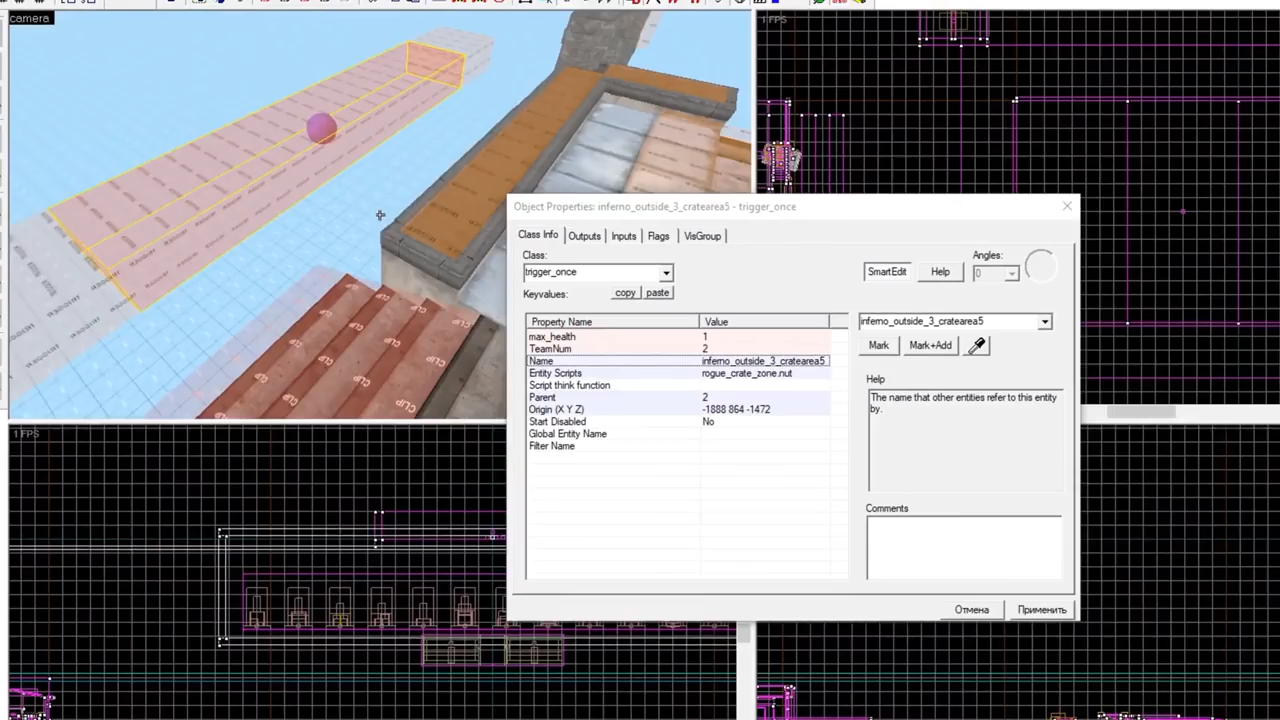 camera
1 FPS
Object Properties: inferno_outside_3_cratearea5 - trigger_once
Class Info Outputs Inputs Flags VisGroup
Class:
trigger_once
SmartEdit Help Angles:
0
Keyvalues: copy paste
Property Name Value
inferno_outside_3_cratearea5
max_health 1
TeamNum 2
Mark Mark+Add
Name inferno_outside_3_cratearea5
Entity Scripts rogue_crate_zone.nut
Script think function
Help
Parent 2
The name that other entities refer to this entity
by.
Origin (X Y Z) -1888 864 -1472
Start Disabled No
Global Entity Name
Filter Name
1 FPS
Comments
Отмена Применить
CLIP
CLIP
CLIP
CLIP
CLIP
CLIP